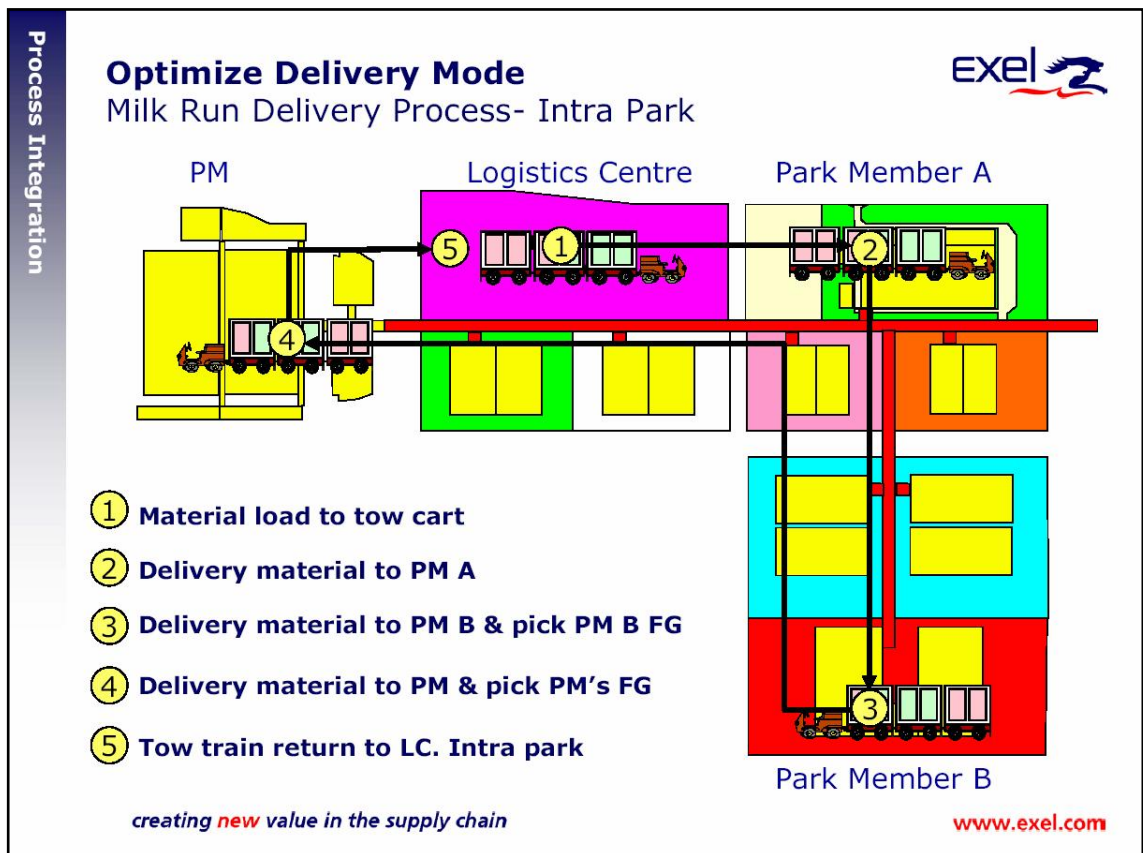 Process Integration
Optimize Delivery Mode
Milk Run Delivery Process- Intra Park
EXEL
PM
Logistics Centre
Park Member A
5
1
2
4
3
1 Material load to tow cart
2 Delivery material to PM A
3 Delivery material to PM B & pick PM B FG
4 Delivery material to PM & pick PM’s FG
5 Tow train return to LC. Intra park
Park Member B
creating new value in the supply chain
www.exel.com